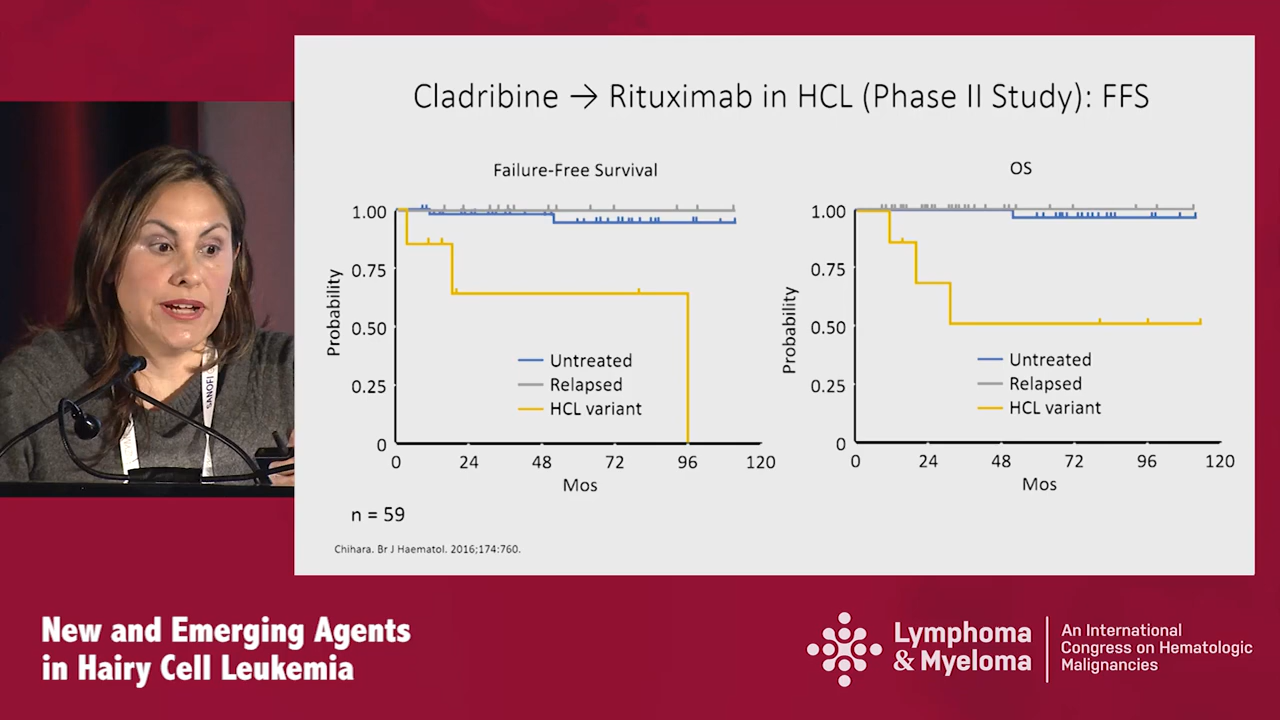 Cladribine → Rituximab in HCL (Phase II Study): FFS
Failure-Free Survival
1.00
0.75
0.50
0.25
0
Probability
0
24
48
72
96
120
Mos
Untreated
Relapsed
HCL variant
OS
1.00
0.75
0.50
0.25
0
Probability
0
24
48
72
96
120
Mos
Untreated
Relapsed
HCL variant
n = 59
Chihara. Br J Haematol. 2016;174:760.
SANOFI
New and Emerging Agents
in Hairy Cell Leukemia
Lymphoma
& Myeloma
An International
Congress on Hematologic
Malignancies